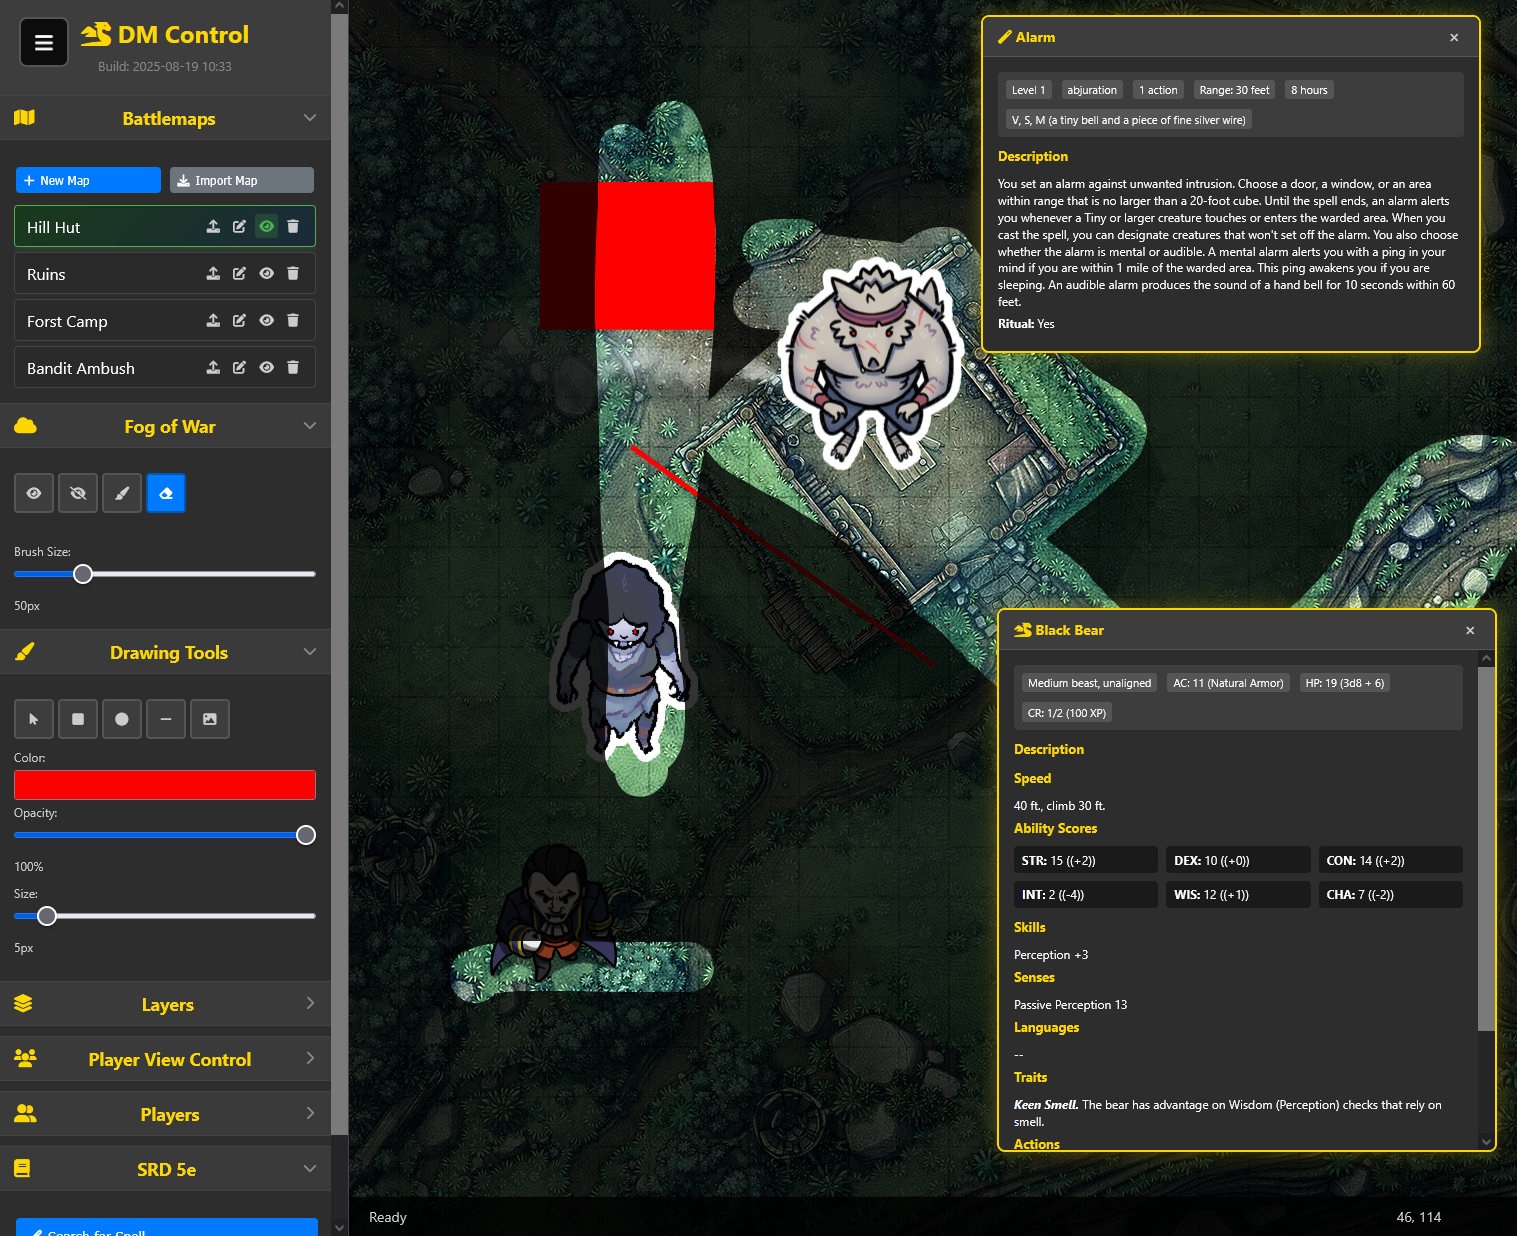 DM Control
Build: 2025-08-19 10:33
Battlemaps
New Map
Import Map
Hill Hut
Ruins
Forst Camp
Bandit Ambush
Fog of War
Brush Size:
50px
Drawing Tools
Color:
Opacity:
100%
Size:
5px
Layers
Player View Control
Players
SRD 5e
Search for Spell
Alarm
×
Level 1 abjuration 1 action Range: 30 feet 8 hours
V, S, M (a tiny bell and a piece of fine silver wire)
Description
You set an alarm against unwanted intrusion. Choose a door, a window, or an area
within range that is no larger than a 20-foot cube. Until the spell ends, an alarm alerts
you whenever a Tiny or larger creature touches or enters the warded area. When you
cast the spell, you can designate creatures that won't set off the alarm. You also choose
whether the alarm is mental or audible. A mental alarm alerts you with a ping in your
mind if you are within 1 mile of the warded area. This ping awakens you if you are
sleeping. An audible alarm produces the sound of a hand bell for 10 seconds within 60
feet.
Ritual: Yes
Black Bear
×
Medium beast, unaligned AC: 11 (Natural Armor) HP: 19 (3d8 + 6)
CR: 1/2 (100 XP)
Description
Speed
40 ft., climb 30 ft.
Ability Scores
STR: 15 ((+2)) DEX: 10 ((+0)) CON: 14 ((+2))
INT: 2 ((-4)) WIS: 12 ((+1)) CHA: 7 ((-2))
Skills
Perception +3
Senses
Passive Perception 13
Languages
--
Traits
Keen Smell. The bear has advantage on Wisdom (Perception) checks that rely on
smell.
Actions
Ready
46, 114